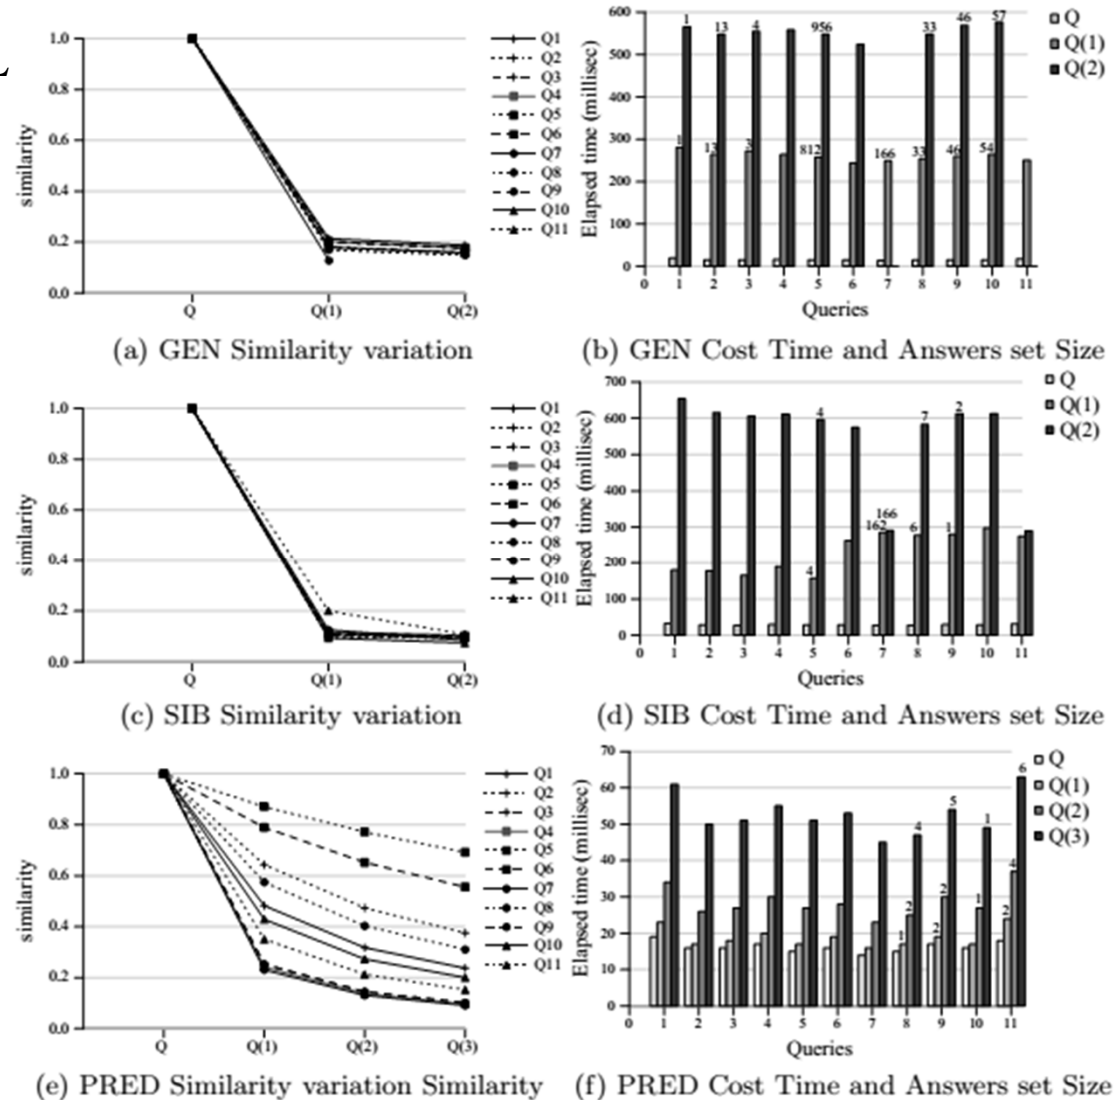 1.0
0.8
0.6
0.4
0.2
0.0
similarity
Q
Q(1)
Q(2)
Q1
Q2
Q3
Q4
Q5
Q6
Q7
Q8
Q9
Q10
Q11
(a) GEN Similarity variation
600
500
400
300
200
100
0
Elapsed time (millisec)
1 13 4 956 33 46 57
1 13 3 812 166 33 46 54
0 1 2 3 4 5 6 7 8 9 10 11
Queries
Q
Q(1)
Q(2)
(b) GEN Cost Time and Answers set Size
1.0
0.8
0.6
0.4
0.2
0.0
similarity
Q
Q(1)
Q(2)
Q1
Q2
Q3
Q4
Q5
Q6
Q7
Q8
Q9
Q10
Q11
(c) SIB Similarity variation
700
600
500
400
300
200
100
0
Elapsed time (millisec)
4 7 2
4 162 166 6 1
0 1 2 3 4 5 6 7 8 9 10 11
Queries
Q
Q(1)
Q(2)
(d) SIB Cost Time and Answers set Size
1.0
0.8
0.6
0.4
0.2
0.0
similarity
Q
Q(1)
Q(2)
Q(3)
Q1
Q2
Q3
Q4
Q5
Q6
Q7
Q8
Q9
Q10
Q11
(e) PRED Similarity variation Similarity
70
60
50
40
30
20
10
0
Elapsed time (millisec)
1 2 4 2 2 5 1 1 2 4 6
0 1 2 3 4 5 6 7 8 9 10 11
Queries
Q
Q(1)
Q(2)
Q(3)
(f) PRED Cost Time and Answers set Size